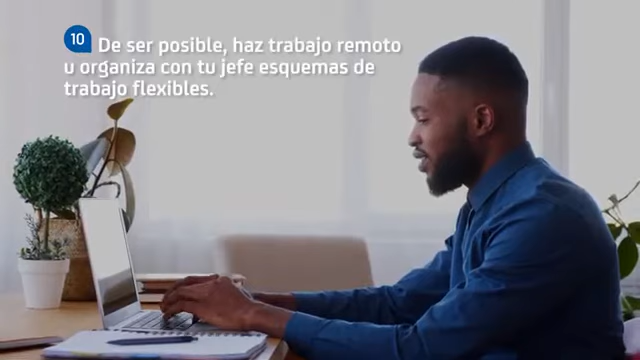 10 De ser posible, haz trabajo remoto
u organiza con tu jefe esquemas de
trabajo flexibles.